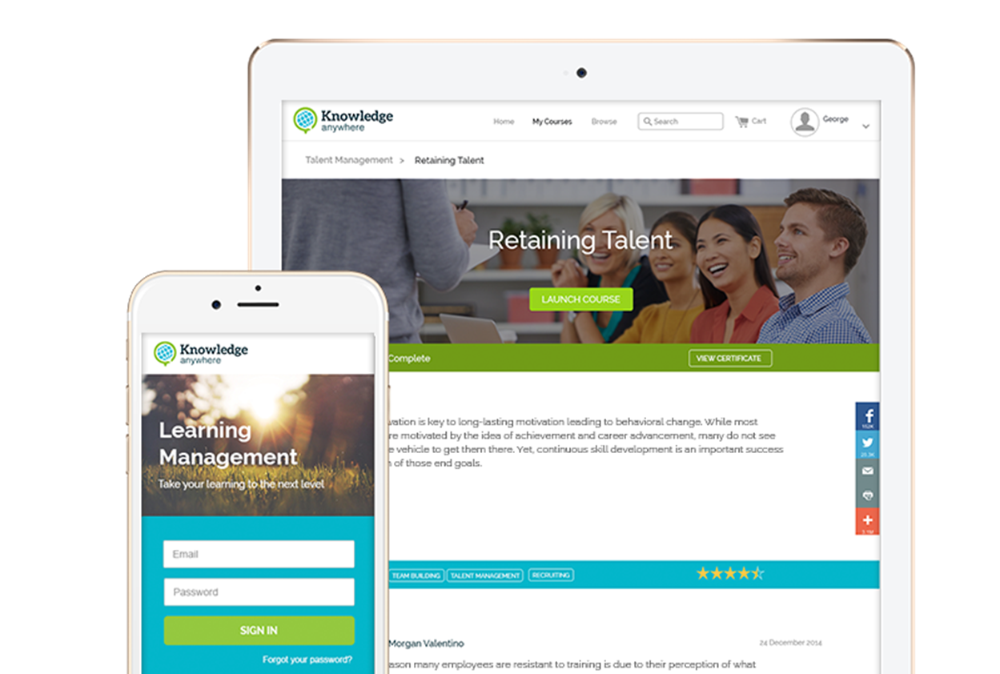 Knowledge
anywhere
Home My Courses Browse Search Cart George
Talent Management > Retaining Talent
Retaining Talent
LAUNCH COURSE
Complete VIEW CERTIFICATE
vation is key to long-lasting motivation leading to behavioral change. While most
re motivated by the idea of achievement and career advancement, many do not see
e vehicle to get them there. Yet, continuous skill development is an important success
of those end goals.
TEAM BUILDING TALENT MANAGEMENT RECRUITING
Morgan Valentino 24 December 2014
ason many employees are resistant to training is due to their perception of what
Knowledge
anywhere
Learning
Management
Take your learning to the next level
Email
Password
SIGN IN
Forgot your password?